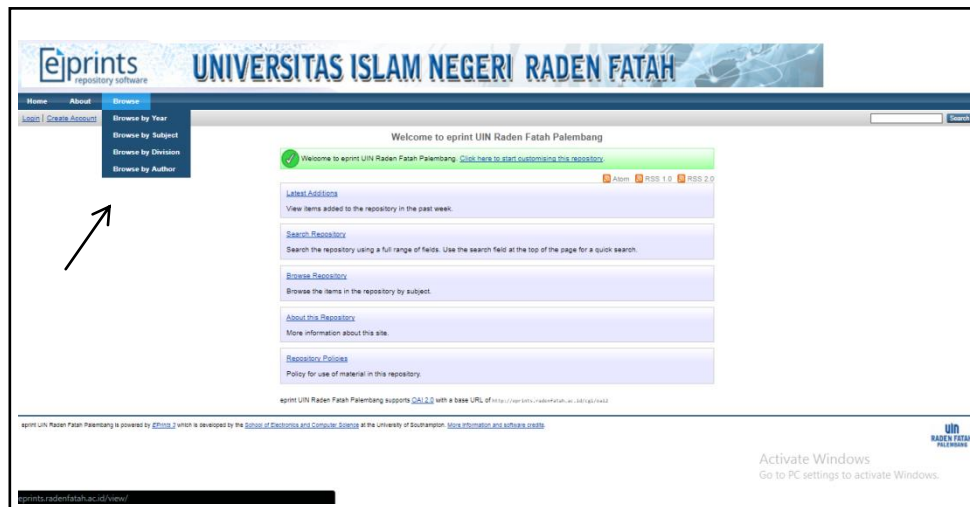 eprints
repository software
UNIVERSITAS ISLAM NEGERI RADEN FATAH
Home About Browse
Login | Create Account
Search
Browse by Year
Browse by Subject
Browse by Division
Browse by Author
Welcome to eprint UIN Raden Fatah Palembang
Welcome to eprint UIN Raden Fatah Palembang. Click here to start customising this repository.
Atom RSS 1.0 RSS 2.0
Latest Additions
View items added to the repository in the past week.
Search Repository
Search the repository using a full range of fields. Use the search field at the top of the page for a quick search.
Browse Repository
Browse the items in the repository by subject.
About this Repository
More information about this site.
Repository Policies
Policy for use of material in this repository.
eprint UIN Raden Fatah Palembang supports OAI 2.0 with a base URL of
eprint UIN Raden Fatah Palembang is powered by EPrints 3 which is developed by the School of Electronics and Computer Science at the University of Southampton. More information and software credits.
uin
RADEN FATAH
PALEMBANG
Activate Windows
Go to PC settings to activate Windows.
eprints.radenfatah.ac.id/view/